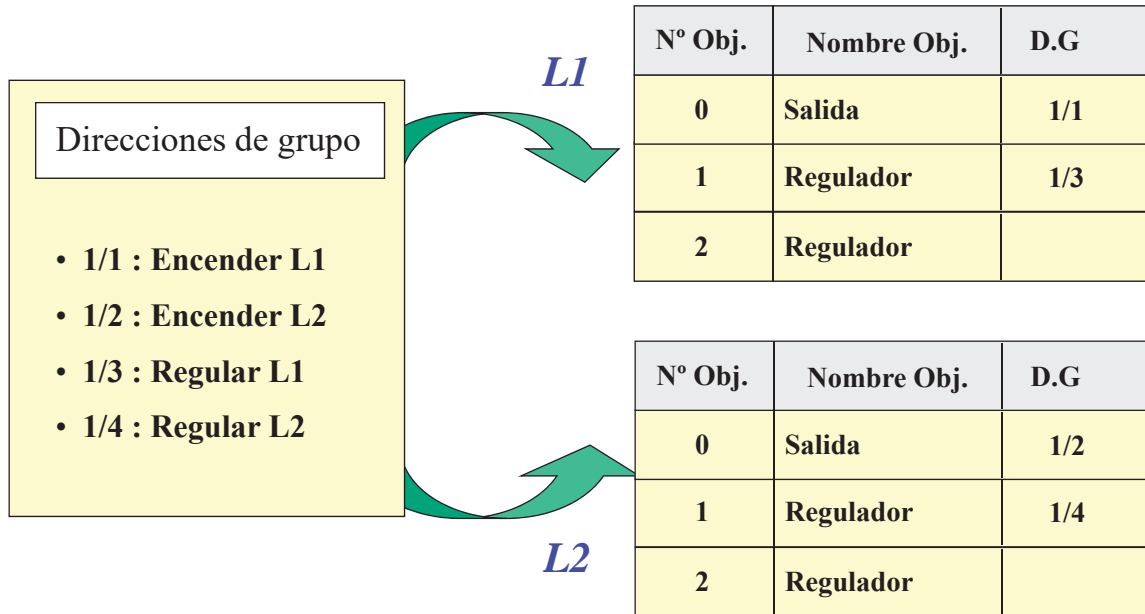 Direcciones de grupo
• 1/1 : Encender L1
• 1/2 : Encender L2
• 1/3 : Regular L1
• 1/4 : Regular L2
L1
Nº Obj. Nombre Obj. D.G
0 Salida 1/1
1 Regulador 1/3
2 Regulador
L2
Nº Obj. Nombre Obj. D.G
0 Salida 1/2
1 Regulador 1/4
2 Regulador